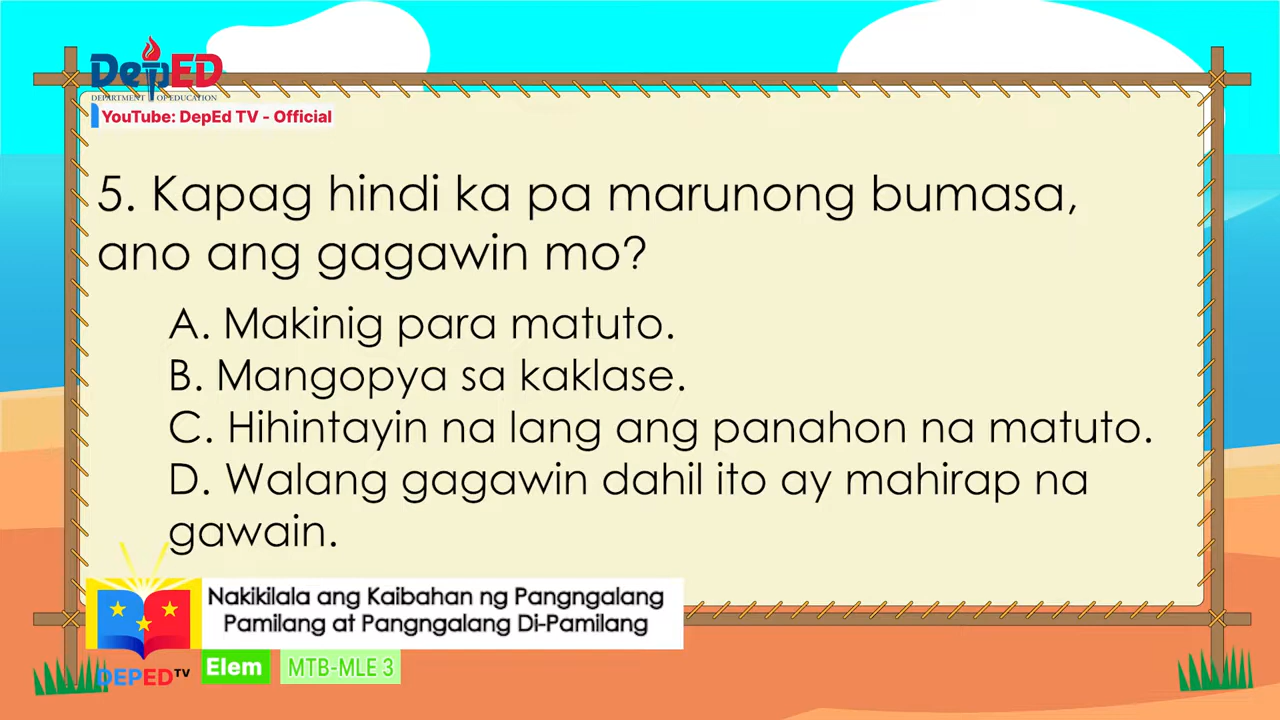 DepED
DEPARTMENT OF EDUCATION
YouTube: DepEd TV - Official
5. Kapag hindi ka pa marunong bumasa,
ano ang gagawin mo?
A. Makinig para matuto.
B. Mangopya sa kaklase.
C. Hihintayin na lang ang panahon na matuto.
D. Walang gagawin dahil ito ay mahirap na
gawain.
Nakikilala ang Kaibahan ng Pangngalang
Pamilang at Pangngalang Di-Pamilang
DEPED TV
Elem MTB-MLE 3